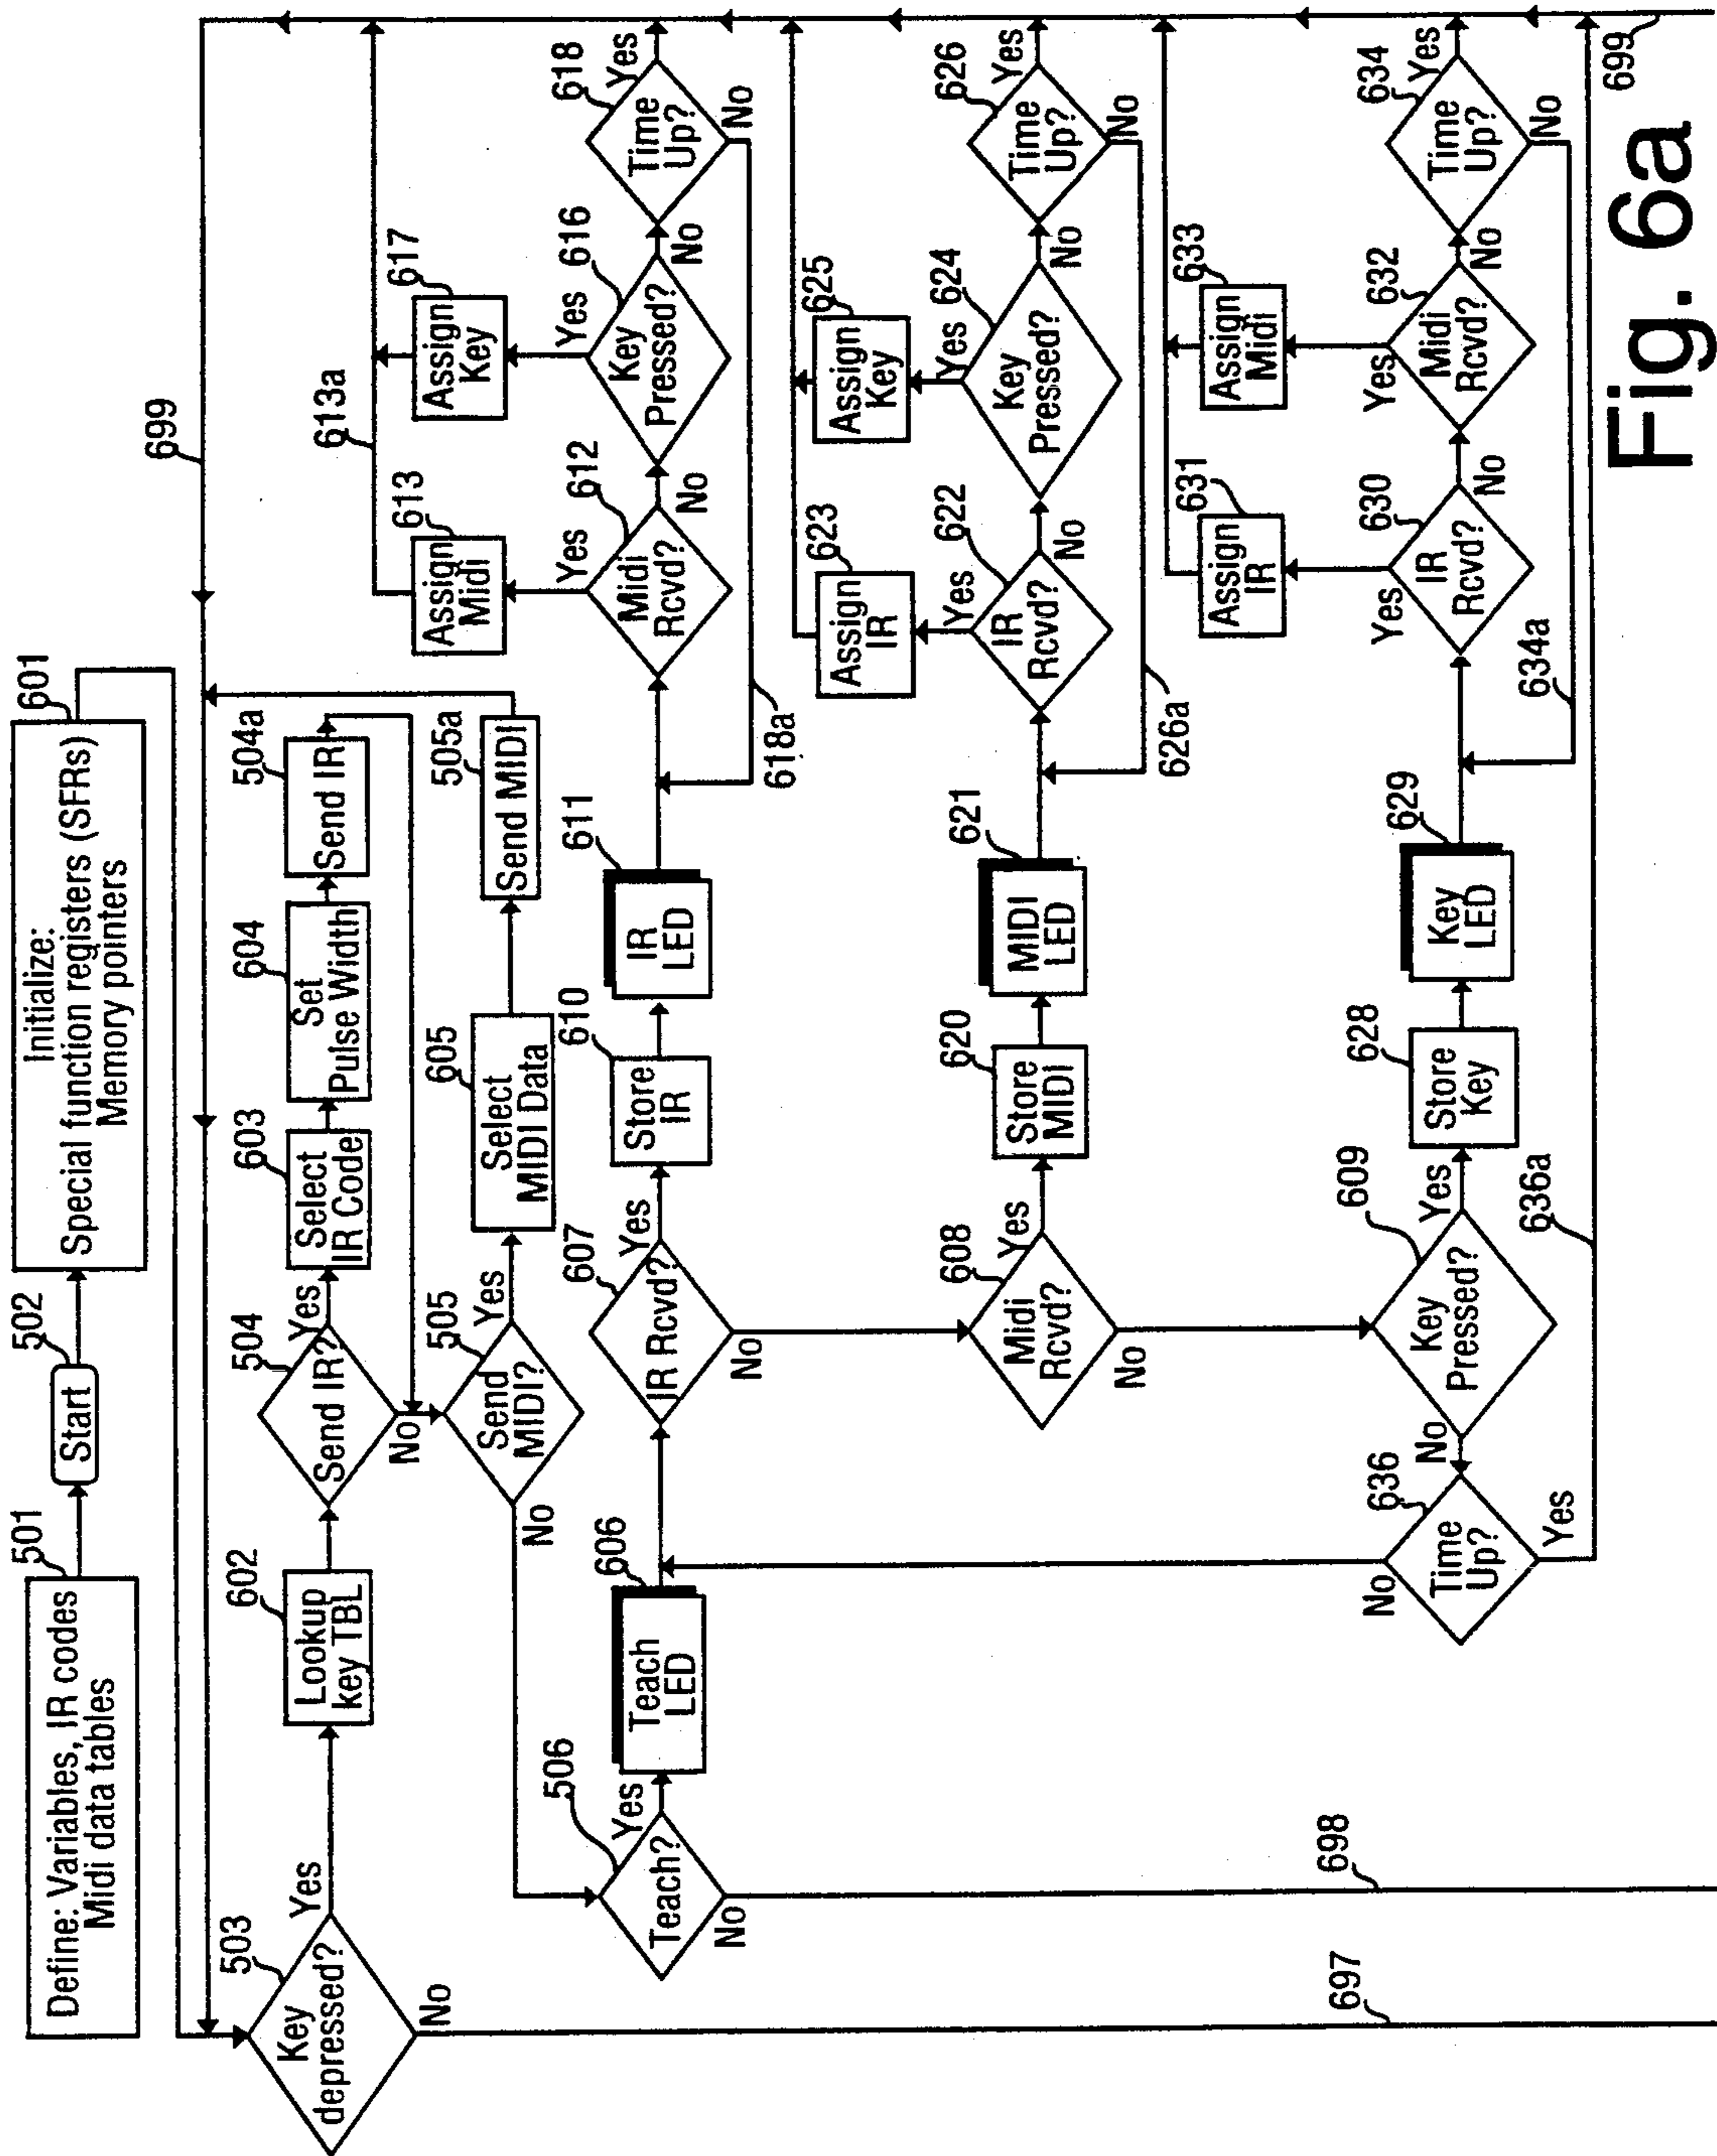 501
Define: Variables, IR codes
Midi data tables
502
Start
601
Initialize:
Special function registers (SFRs)
Memory pointers
699
503
Key
depressed?
Yes
No
602
Lookup
key TBL
504
Send IR?
Yes
No
603
Select
IR Code
604
Set
Pulse Width
504a
Send IR
505
Send
MIDI?
Yes
No
605
Select
MIDI Data
505a
Send MIDI
506
Teach?
Yes
No
606
Teach
LED
607
IR Rcvd?
Yes
No
610
Store
IR
611
IR
LED
612
Midi
Rcvd?
Yes
No
613
Assign
Midi
613a
616
Key
Pressed?
Yes
No
617
Assign
Key
618
Time
Up?
Yes
No
618a
608
Midi
Rcvd?
Yes
No
620
Store
MIDI
621
MIDI
LED
622
IR
Rcvd?
Yes
No
623
Assign
IR
624
Key
Pressed?
Yes
No
625
Assign
Key
626
Time
Up?
Yes
No
626a
609
Key
Pressed?
Yes
No
628
Store
Key
629
Key
LED
630
IR
Rcvd?
Yes
No
631
Assign
IR
632
Midi
Rcvd?
Yes
No
633
Assign
Midi
634
Time
Up?
Yes
No
634a
636
Time
Up?
No
Yes
636a
697
698
699
Fig. 6a